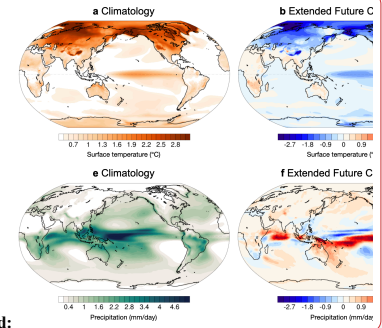 a Climatology
b Extended Future C
0.7 1 1.3 1.6 1.9 2.2 2.5 2.8
-2.7 -1.8 -0.9 0 0.9
Surface temperature (°C)
Surface temperature (°
e Climatology
f Extended Future C
0.4 1 1.6 2.2 2.8 3.4 4 4.6
-2.7 -1.8 -0.9 0 0.9
Precipitation (mm/day)
Precipitation (mm/day
d: